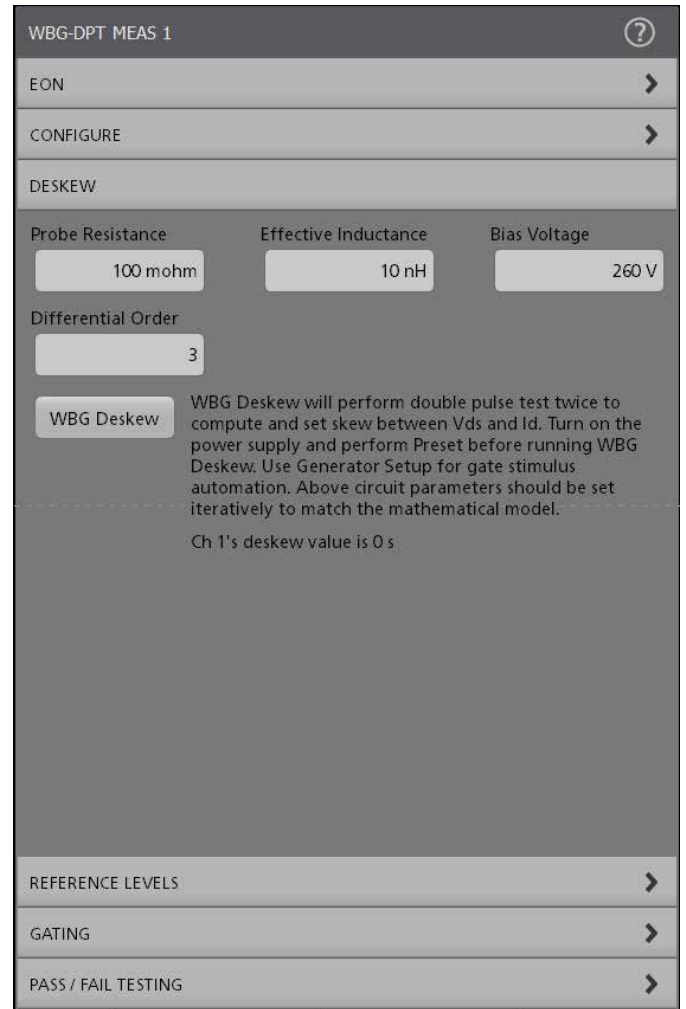 WBG-DPT MEAS 1
?
EON
CONFIGURE
DESKEW
Probe Resistance Effective Inductance Bias Voltage
100 mohm 10 nH 260 V
Differential Order
3
WBG Deskew
WBG Deskew will perform double pulse test twice to
compute and set skew between Vds and Id. Turn on the
power supply and perform Preset before running WBG
Deskew. Use Generator Setup for gate stimulus
automation. Above circuit parameters should be set
iteratively to match the mathematical model.
Ch 1's deskew value is 0 s
REFERENCE LEVELS
GATING
PASS / FAIL TESTING